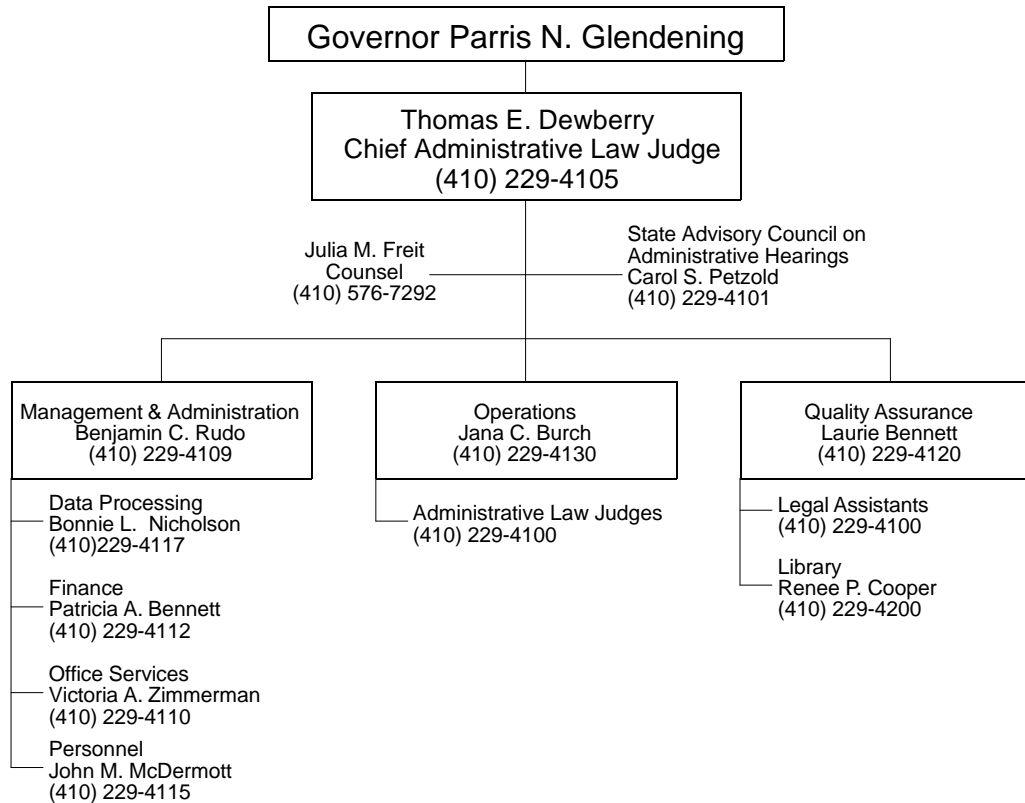 Governor Parris N. Glendening
Thomas E. Dewberry
Chief Administrative Law Judge
(410) 229-4105
Julia M. Freit
Counsel
(410) 576-7292
State Advisory Council on
Administrative Hearings
Carol S. Petzold
(410) 229-4101
Management & Administration
Benjamin C. Rudo
(410) 229-4109
Data Processing
Bonnie L. Nicholson
(410)229-4117
Finance
Patricia A. Bennett
(410) 229-4112
Office Services
Victoria A. Zimmerman
(410) 229-4110
Personnel
John M. McDermott
(410) 229-4115
Operations
Jana C. Burch
(410) 229-4130
Administrative Law Judges
(410) 229-4100
Quality Assurance
Laurie Bennett
(410) 229-4120
Legal Assistants
(410) 229-4100
Library
Renee P. Cooper
(410) 229-4200